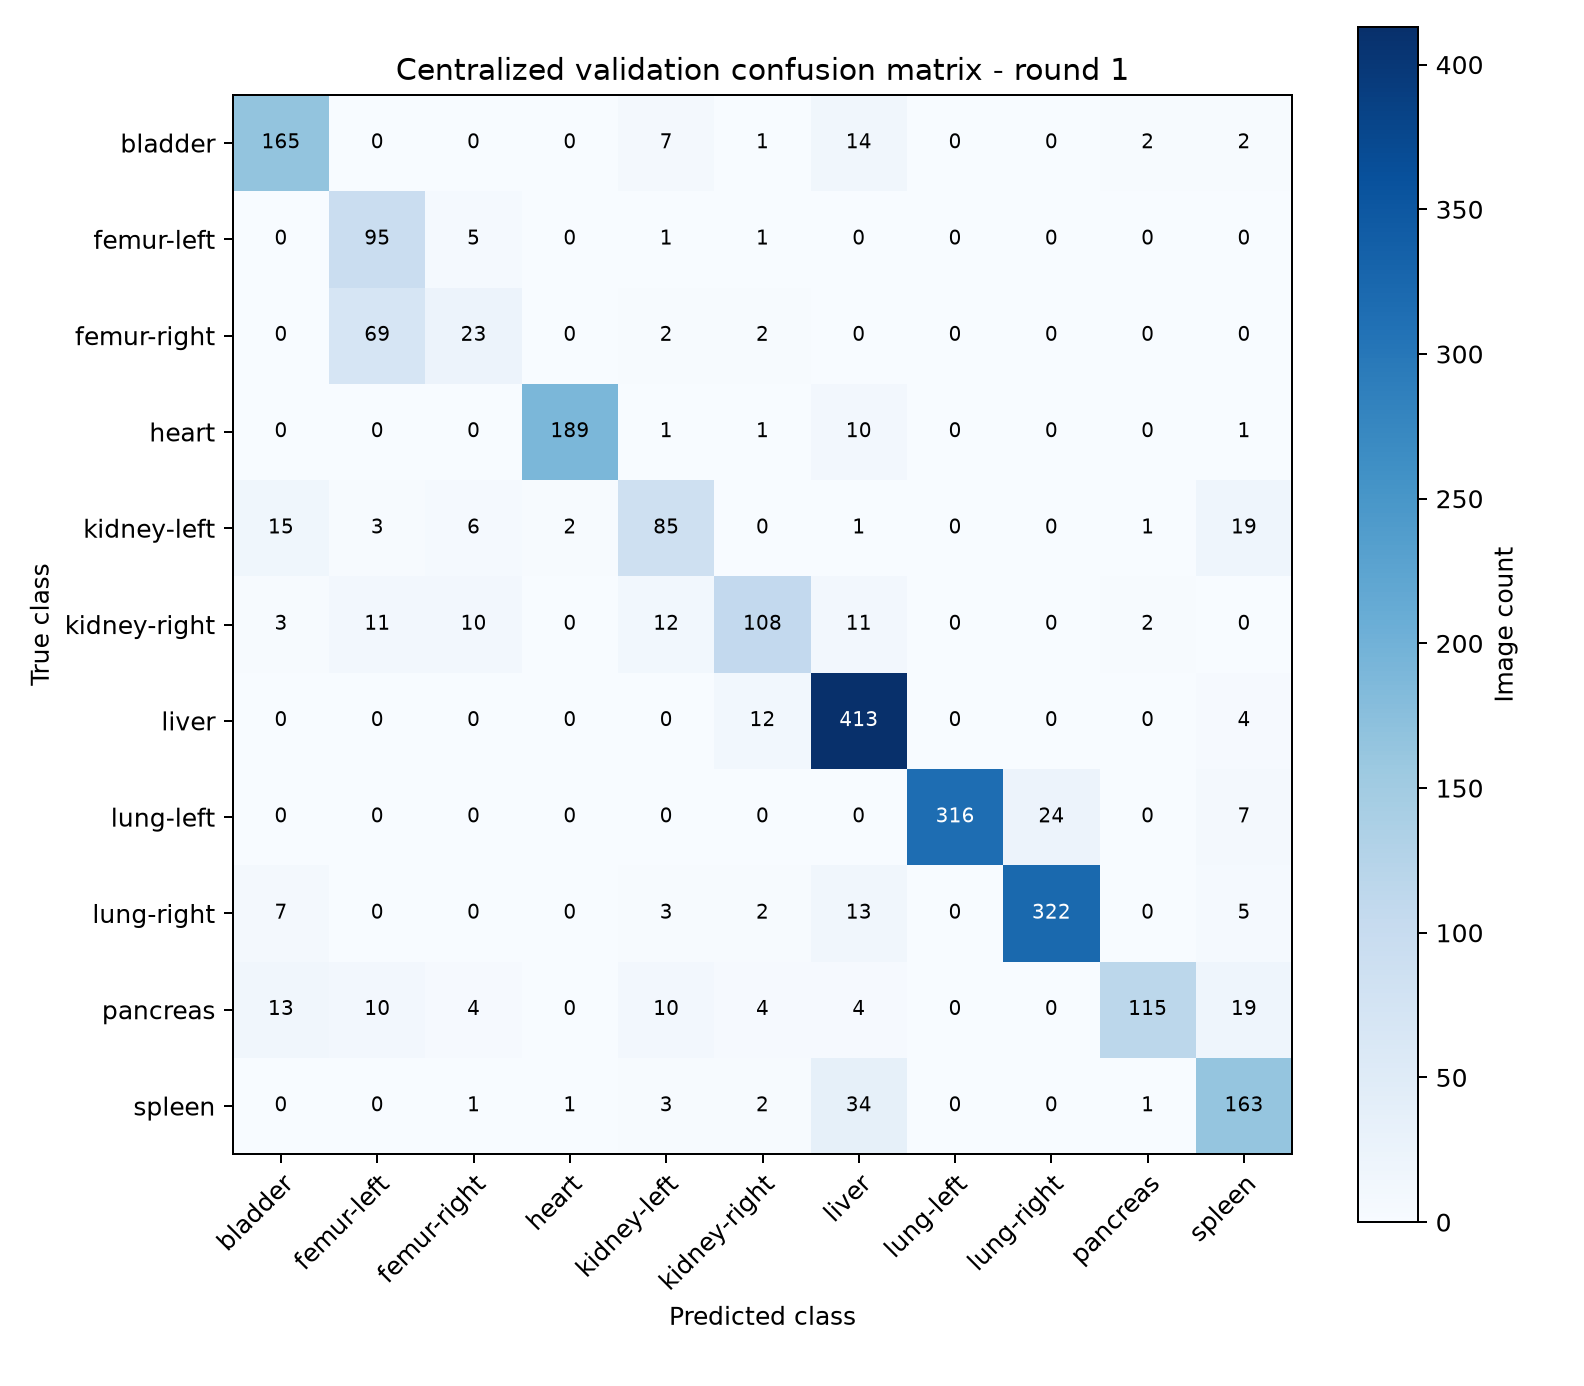 Centralized validation confusion matrix - round 1
bladder 165 0 0 0 7 1 14 0 0 2 2
femur-left 0 95 5 0 1 1 0 0 0 0 0
femur-right 0 69 23 0 2 2 0 0 0 0 0
heart 0 0 0 189 1 1 10 0 0 0 1
kidney-left 15 3 6 2 85 0 1 0 0 1 19
kidney-right 3 11 10 0 12 108 11 0 0 2 0
liver 0 0 0 0 0 12 413 0 0 0 4
lung-left 0 0 0 0 0 0 0 316 24 0 7
lung-right 7 0 0 0 3 2 13 0 322 0 5
pancreas 13 10 4 0 10 4 4 0 0 115 19
spleen 0 0 1 1 3 2 34 0 0 1 163
bladder femur-left femur-right heart kidney-left kidney-right liver lung-left lung-right pancreas spleen
Predicted class
True class
400
350
300
250
200
150
100
50
0
Image count